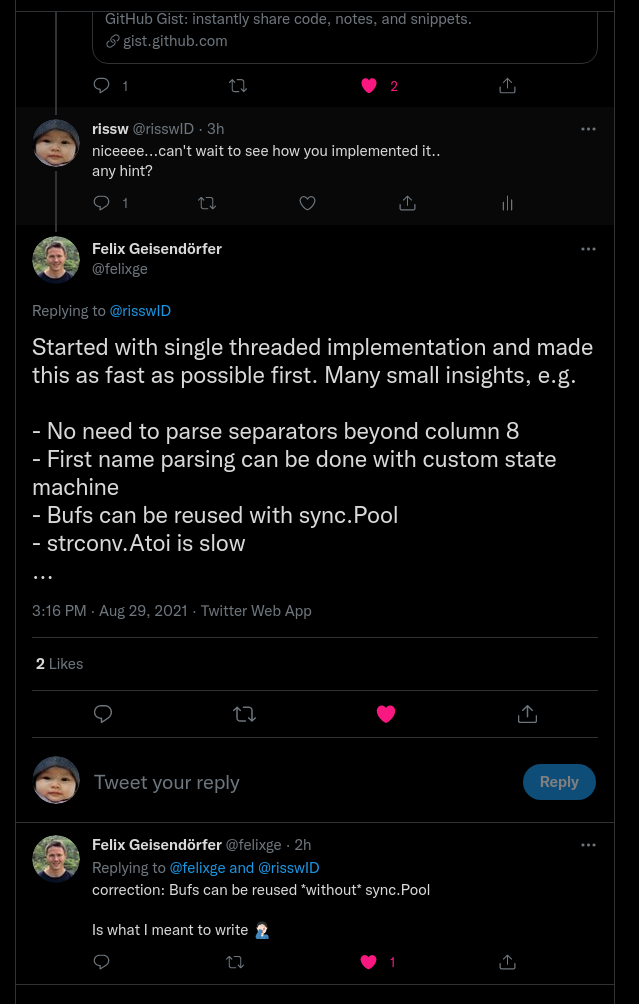 GitHub Gist: instantly share code, notes, and snippets.
gist.github.com
1 2
rissw @risswID · 3h
niceeee...can't wait to see how you implemented it..
any hint?
1
Felix Geisendörfer
@felixge
Replying to @risswID
Started with single threaded implementation and made
this as fast as possible first. Many small insights, e.g.
- No need to parse separators beyond column 8
- First name parsing can be done with custom state
machine
- Bufs can be reused with sync.Pool
- strconv.Atoi is slow
...
3:16 PM · Aug 29, 2021 · Twitter Web App
2 Likes
Tweet your reply Reply
Felix Geisendörfer @felixge · 2h
Replying to @felixge and @risswID
correction: Bufs can be reused *without* sync.Pool
Is what I meant to write 🤦🏻‍♂️
1